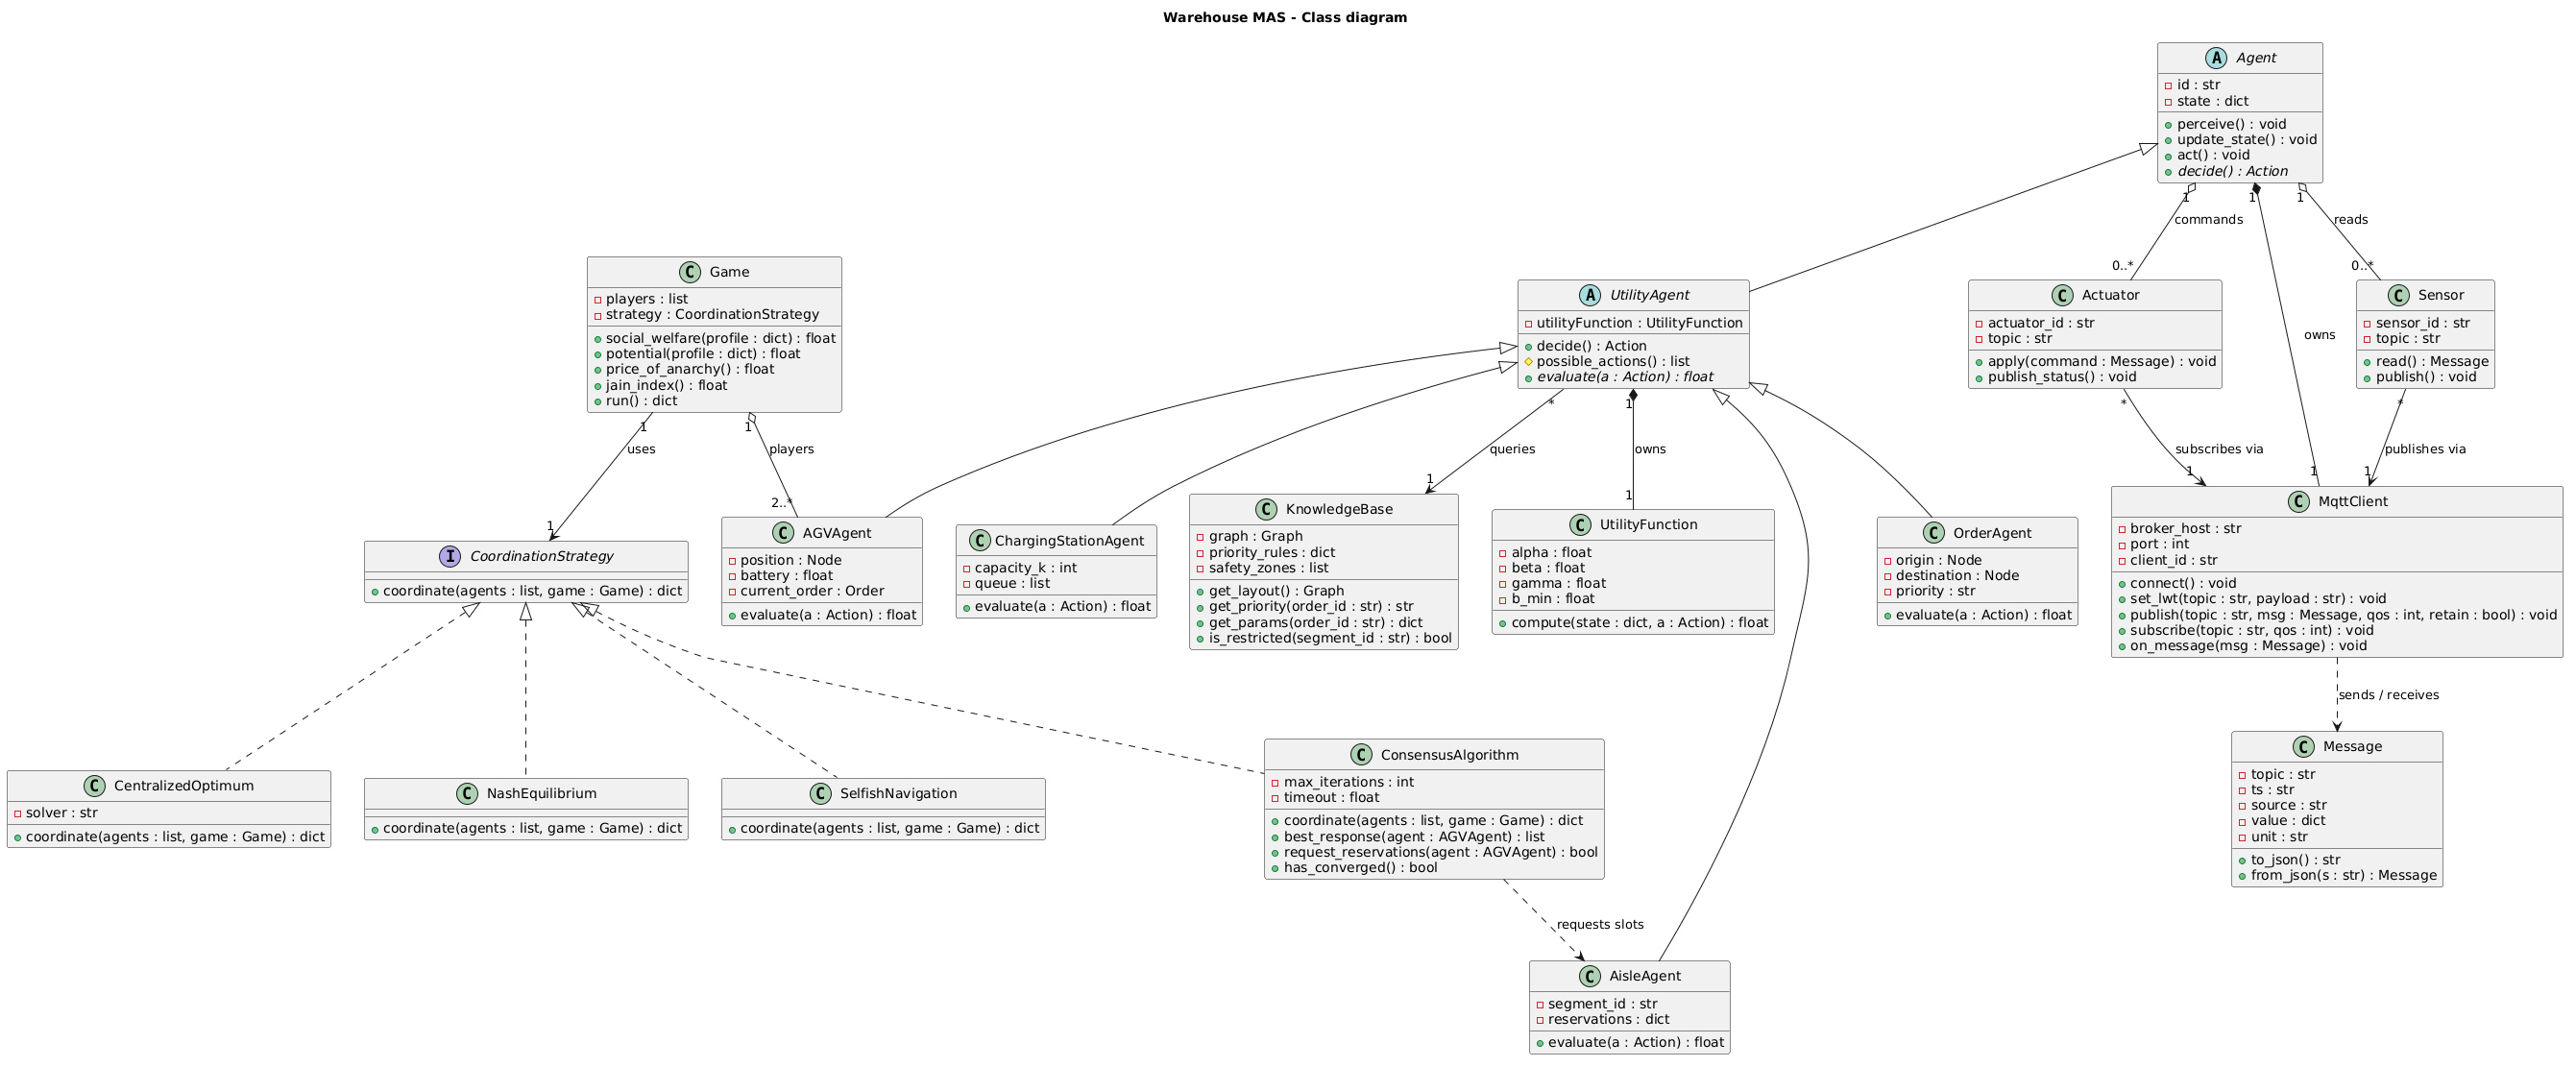 Warehouse MAS - Class diagram
A Agent
id : str
state : dict
perceive() : void
update_state() : void
act() : void
decide() : Action
1
commands
0..*
1
owns
1
1
reads
0..*
C Game
players : list
strategy : CoordinationStrategy
social_welfare(profile : dict) : float
potential(profile : dict) : float
price_of_anarchy() : float
jain_index() : float
run() : dict
1
uses
1
1
players
2..*
A UtilityAgent
utilityFunction : UtilityFunction
decide() : Action
possible_actions() : list
evaluate(a : Action) : float
*
queries
1
1
owns
1
C Actuator
actuator_id : str
topic : str
apply(command : Message) : void
publish_status() : void
*
subscribes via
1
C Sensor
sensor_id : str
topic : str
read() : Message
publish() : void
*
publishes via
1
I CoordinationStrategy
coordinate(agents : list, game : Game) : dict
C AGVAgent
position : Node
battery : float
current_order : Order
evaluate(a : Action) : float
C ChargingStationAgent
capacity_k : int
queue : list
evaluate(a : Action) : float
C KnowledgeBase
graph : Graph
priority_rules : dict
safety_zones : list
get_layout() : Graph
get_priority(order_id : str) : str
get_params(order_id : str) : dict
is_restricted(segment_id : str) : bool
C UtilityFunction
alpha : float
beta : float
gamma : float
b_min : float
compute(state : dict, a : Action) : float
C OrderAgent
origin : Node
destination : Node
priority : str
evaluate(a : Action) : float
C MqttClient
broker_host : str
port : int
client_id : str
connect() : void
set_lwt(topic : str, payload : str) : void
publish(topic : str, msg : Message, qos : int, retain : bool) : void
subscribe(topic : str, qos : int) : void
on_message(msg : Message) : void
sends / receives
C CentralizedOptimum
solver : str
coordinate(agents : list, game : Game) : dict
C NashEquilibrium
coordinate(agents : list, game : Game) : dict
C SelfishNavigation
coordinate(agents : list, game : Game) : dict
C ConsensusAlgorithm
max_iterations : int
timeout : float
coordinate(agents : list, game : Game) : dict
best_response(agent : AGVAgent) : list
request_reservations(agent : AGVAgent) : bool
has_converged() : bool
requests slots
C Message
topic : str
ts : str
source : str
value : dict
unit : str
to_json() : str
from_json(s : str) : Message
C AisleAgent
segment_id : str
reservations : dict
evaluate(a : Action) : float